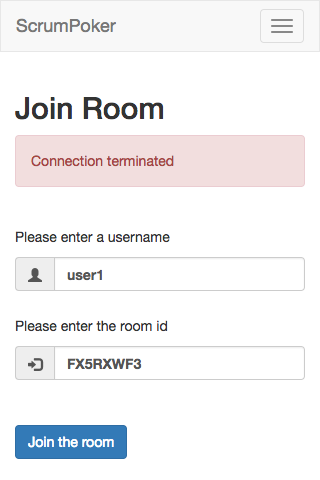 ScrumPoker
Join Room
Connection terminated
Please enter a username
user1
Please enter the room id
FX5RXWF3
Join the room